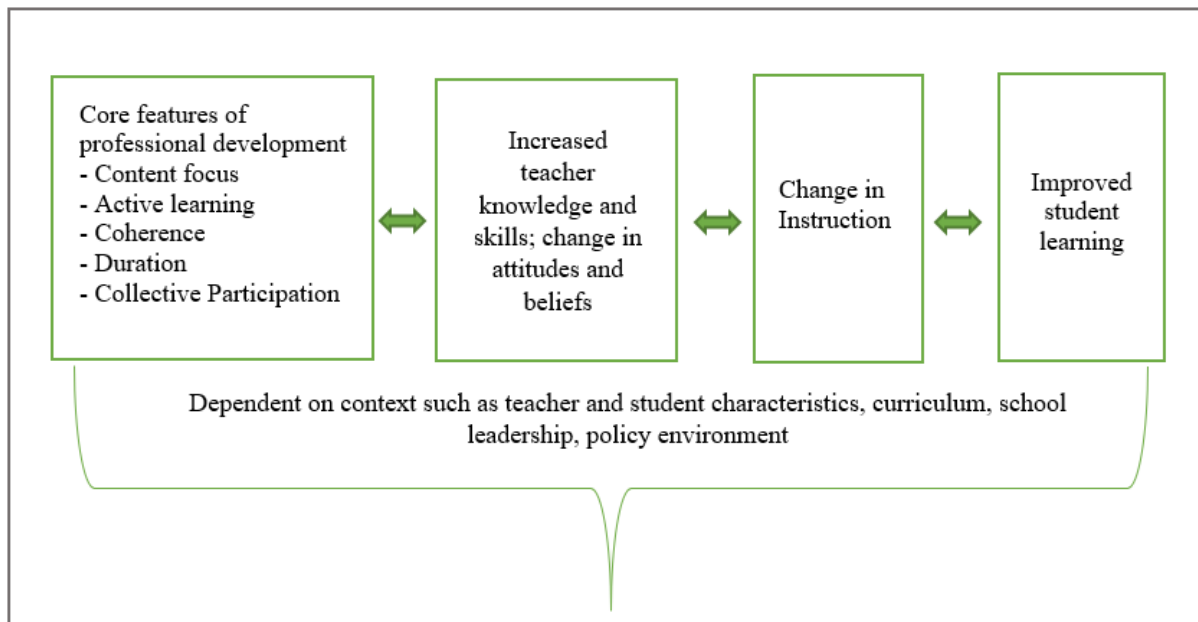 Core features of
professional development
- Content focus
- Active learning
- Coherence
- Duration
- Collective Participation
Increased
teacher
knowledge and
skills; change in
attitudes and
beliefs
Change in
Instruction
Improved
student
learning
Dependent on context such as teacher and student characteristics, curriculum, school
leadership, policy environment